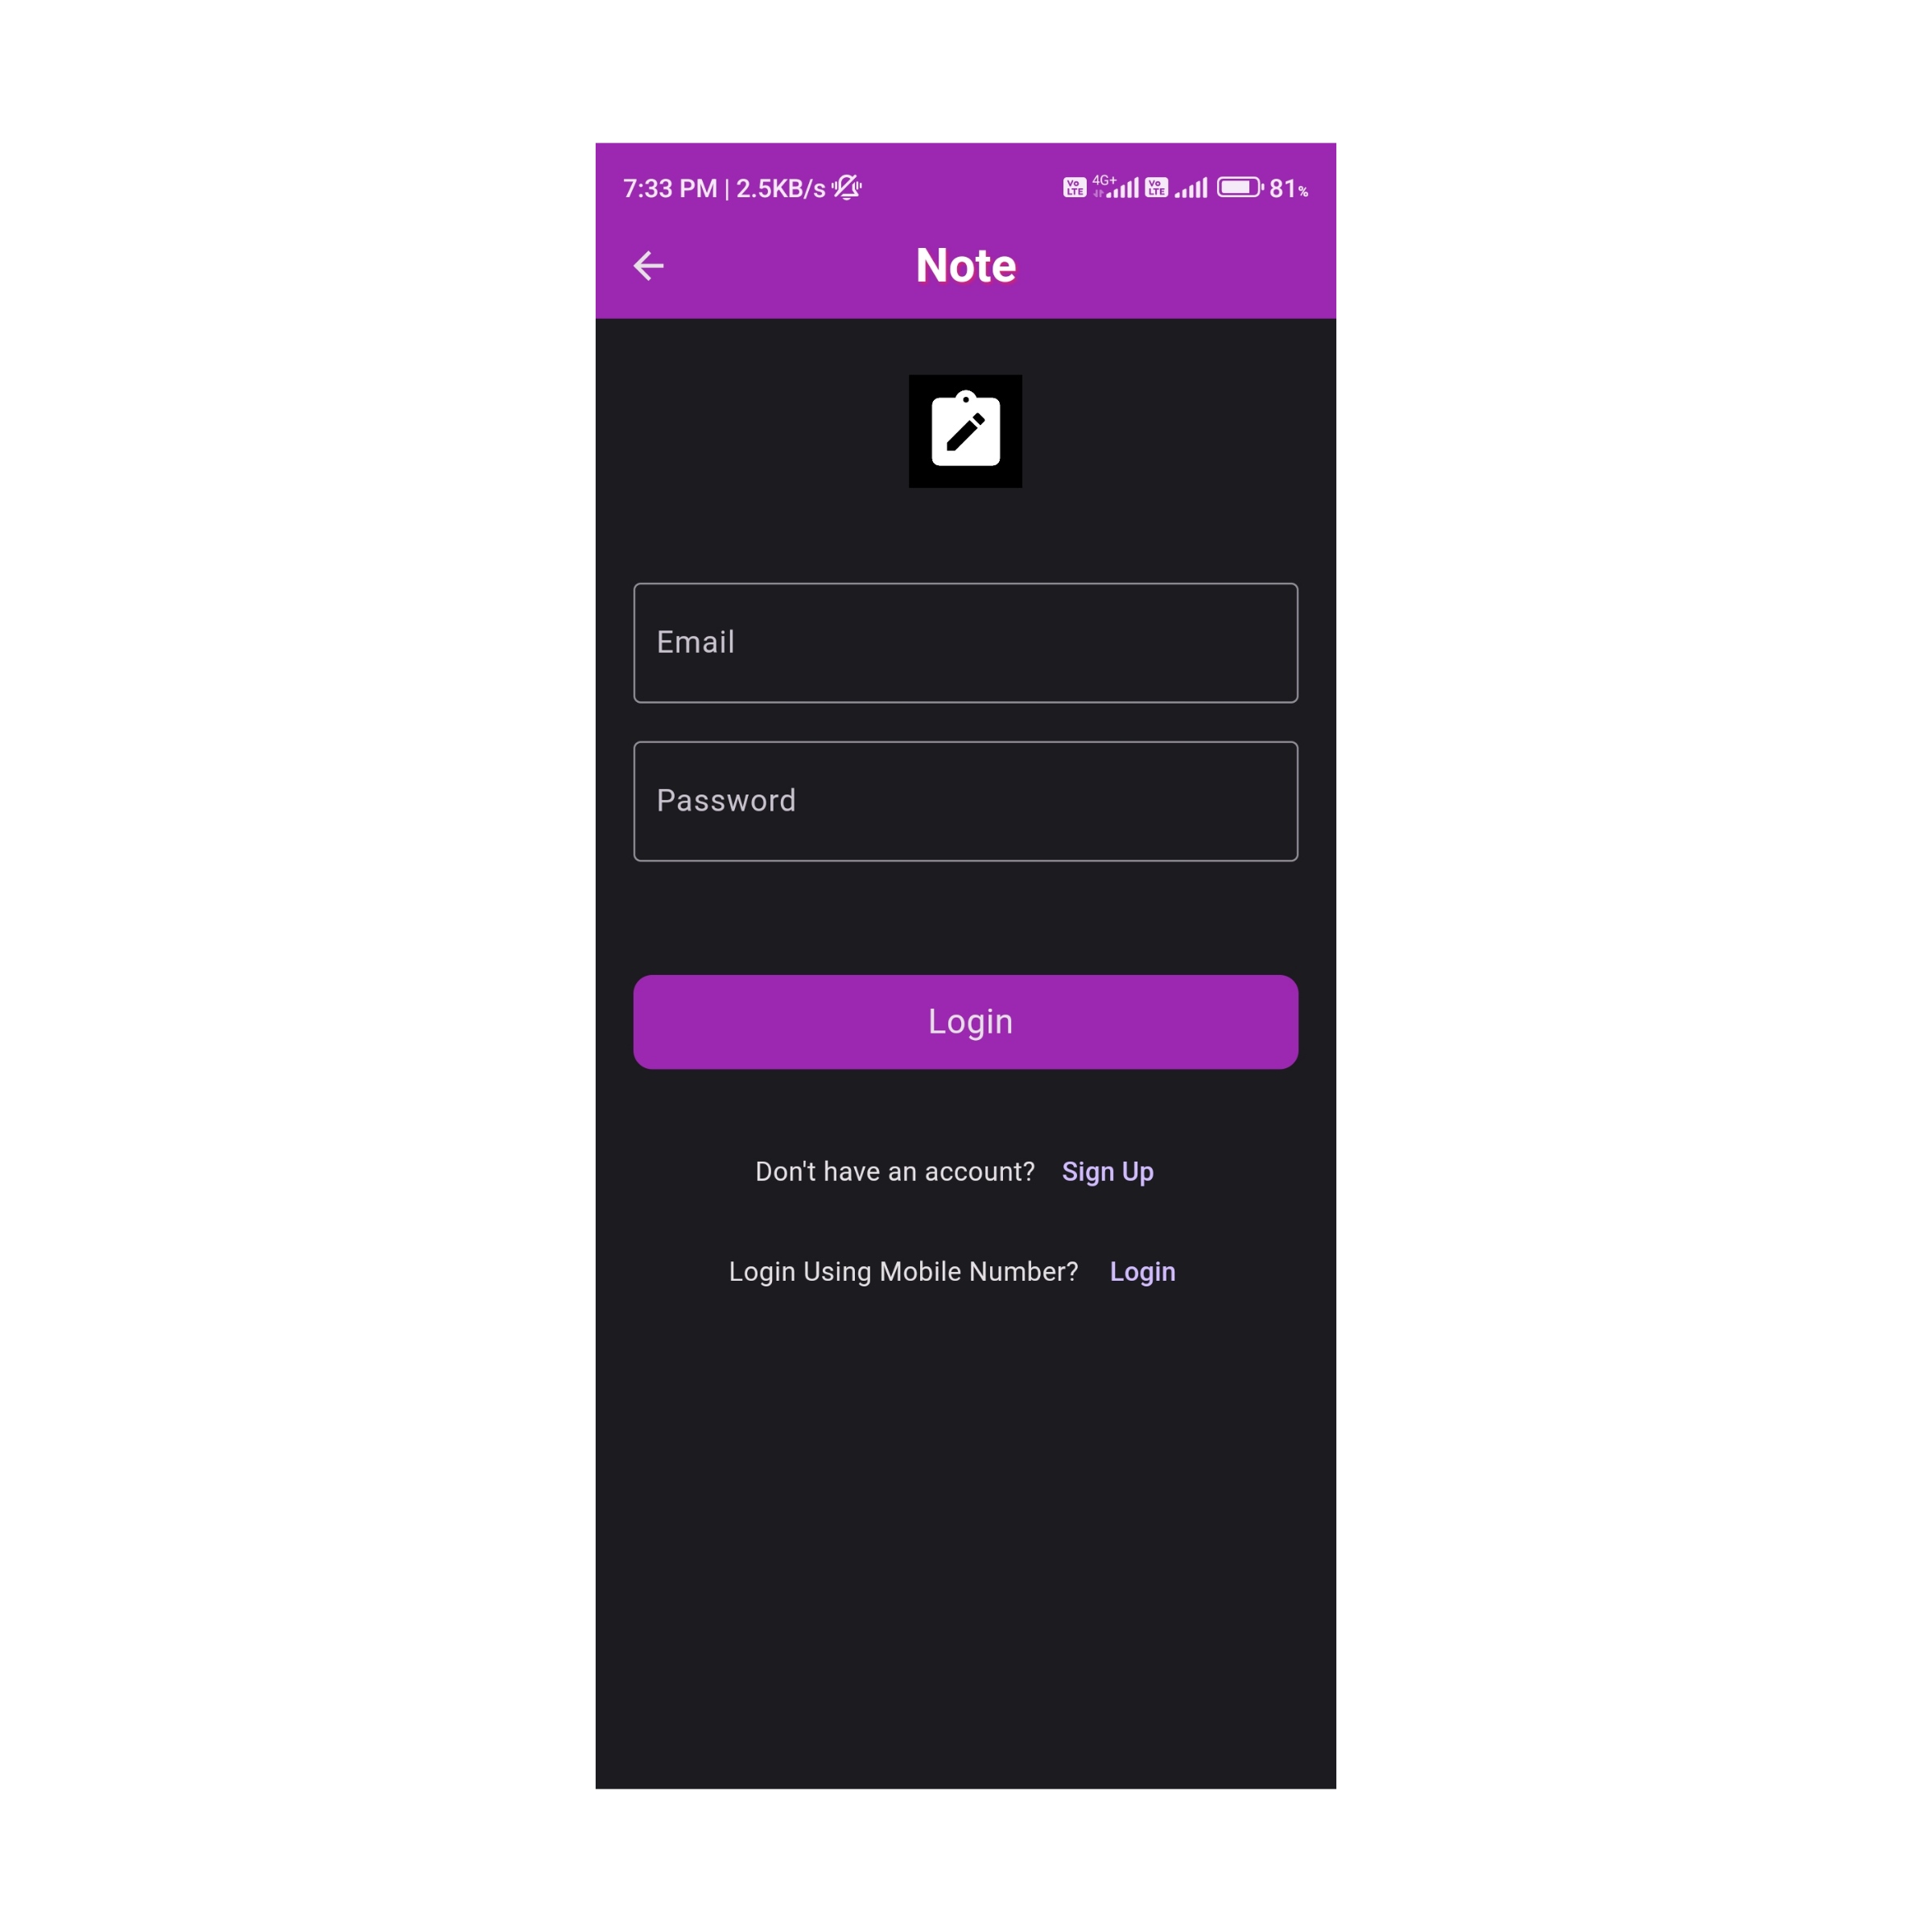 7:33 PM | 2.5KB/s Vo LTE 4G+ Vo LTE 81%
Note
Email
Password
Login
Don't have an account? Sign Up
Login Using Mobile Number? Login